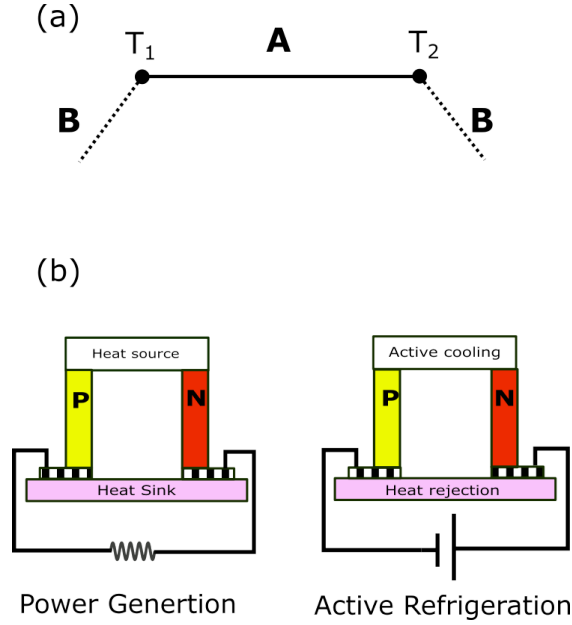 (a)
T1 A T2
B B
(b)
Heat source Active cooling
P N P N
Heat Sink Heat rejection
Power Genertion Active Refrigeration